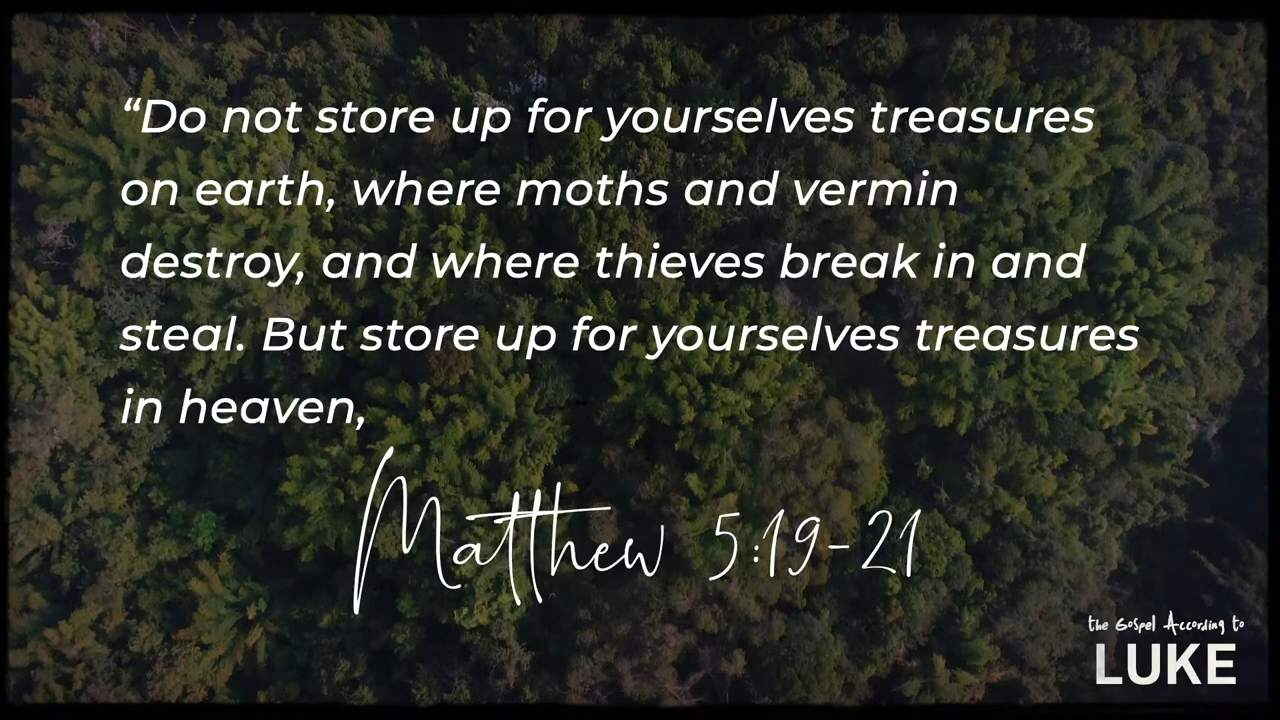 “Do not store up for yourselves treasures
on earth, where moths and vermin
destroy, and where thieves break in and
steal. But store up for yourselves treasures
in heaven,
Matthew 5:19-21
the Gospel According to
LUKE